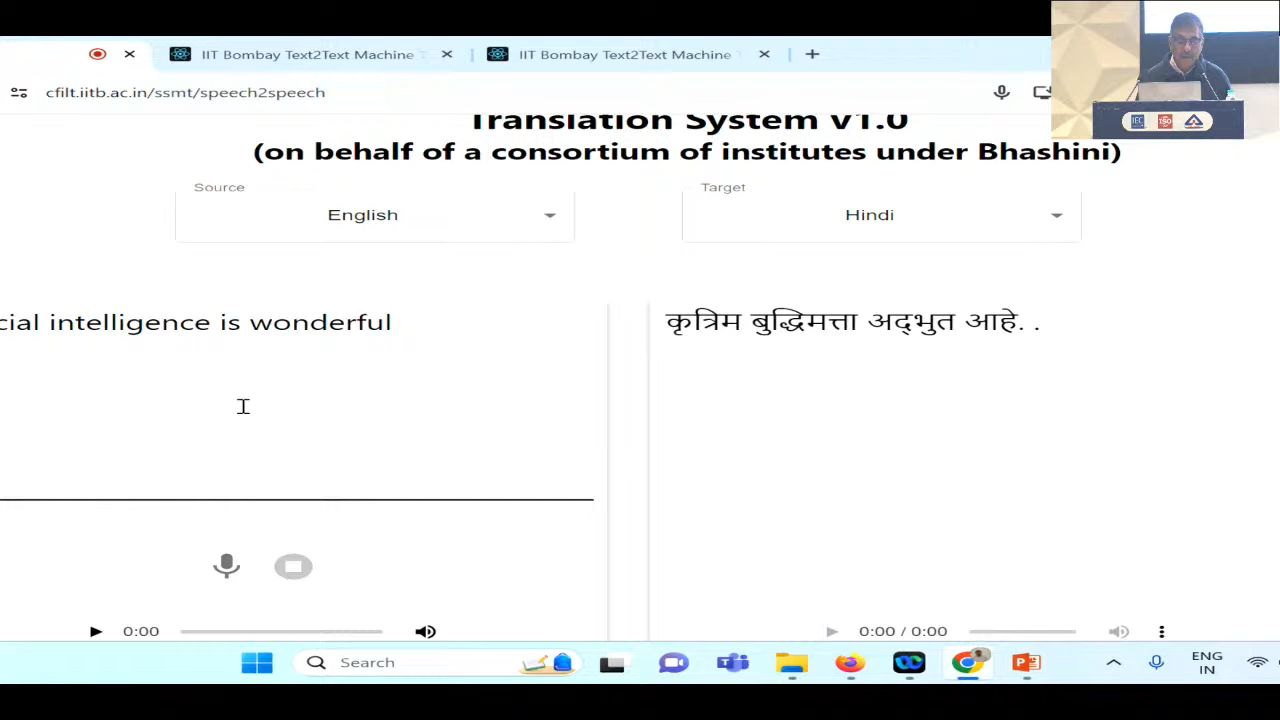 IIT Bombay Text2Text Machine
IIT Bombay Text2Text Machine
cfilt.iitb.ac.in/ssmt/speech2speech
Translation System v1.0
(on behalf of a consortium of institutes under Bhashini)
Source
Target
English
Hindi
cial intelligence is wonderful
कृत्रिम बुद्धिमत्ता अद्भुत आहे. .
0:00
0:00 / 0:00
Search
ENG
IN
IEC
ISO